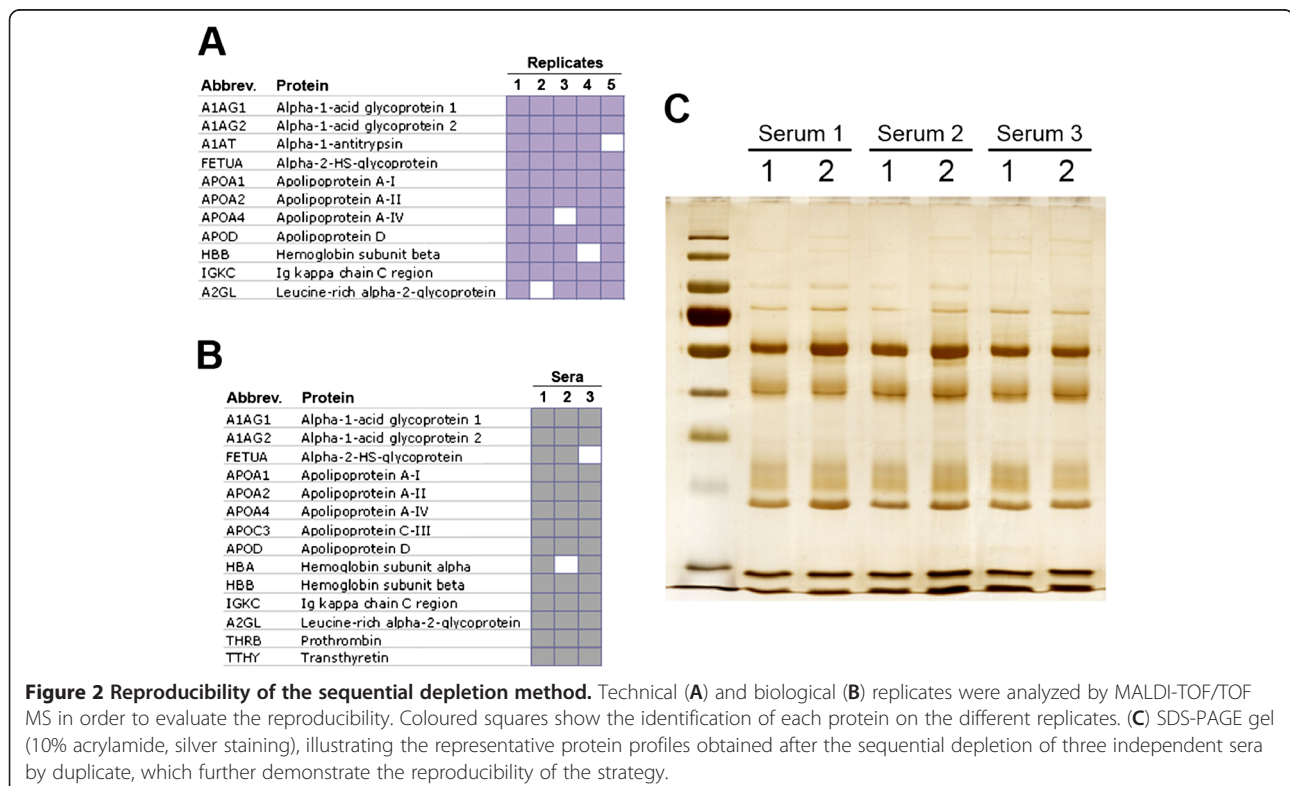 A
Replicates
Abbrev. Protein 1 2 3 4 5
A1AG1 Alpha-1-acid glycoprotein 1
A1AG2 Alpha-1-acid glycoprotein 2
A1AT Alpha-1-antitrypsin
FETUA Alpha-2-HS-glycoprotein
APOA1 Apolipoprotein A-I
APOA2 Apolipoprotein A-II
APOA4 Apolipoprotein A-IV
APOD Apolipoprotein D
HBB Hemoglobin subunit beta
IGKC Ig kappa chain C region
A2GL Leucine-rich alpha-2-glycoprotein
B
Sera
Abbrev. Protein 1 2 3
A1AG1 Alpha-1-acid glycoprotein 1
A1AG2 Alpha-1-acid glycoprotein 2
FETUA Alpha-2-HS-glycoprotein
APOA1 Apolipoprotein A-I
APOA2 Apolipoprotein A-II
APOA4 Apolipoprotein A-IV
APOC3 Apolipoprotein C-III
APOD Apolipoprotein D
HBA Hemoglobin subunit alpha
HBB Hemoglobin subunit beta
IGKC Ig kappa chain C region
A2GL Leucine-rich alpha-2-glycoprotein
THRB Prothrombin
TTHY Transthyretin
C
Serum 1 Serum 2 Serum 3
1 2 1 2 1 2
Figure 2 Reproducibility of the sequential depletion method. Technical (A) and biological (B) replicates were analyzed by MALDI-TOF/TOF
MS in order to evaluate the reproducibility. Coloured squares show the identification of each protein on the different replicates. (C) SDS-PAGE gel
(10% acrylamide, silver staining), illustrating the representative protein profiles obtained after the sequential depletion of three independent sera
by duplicate, which further demonstrate the reproducibility of the strategy.